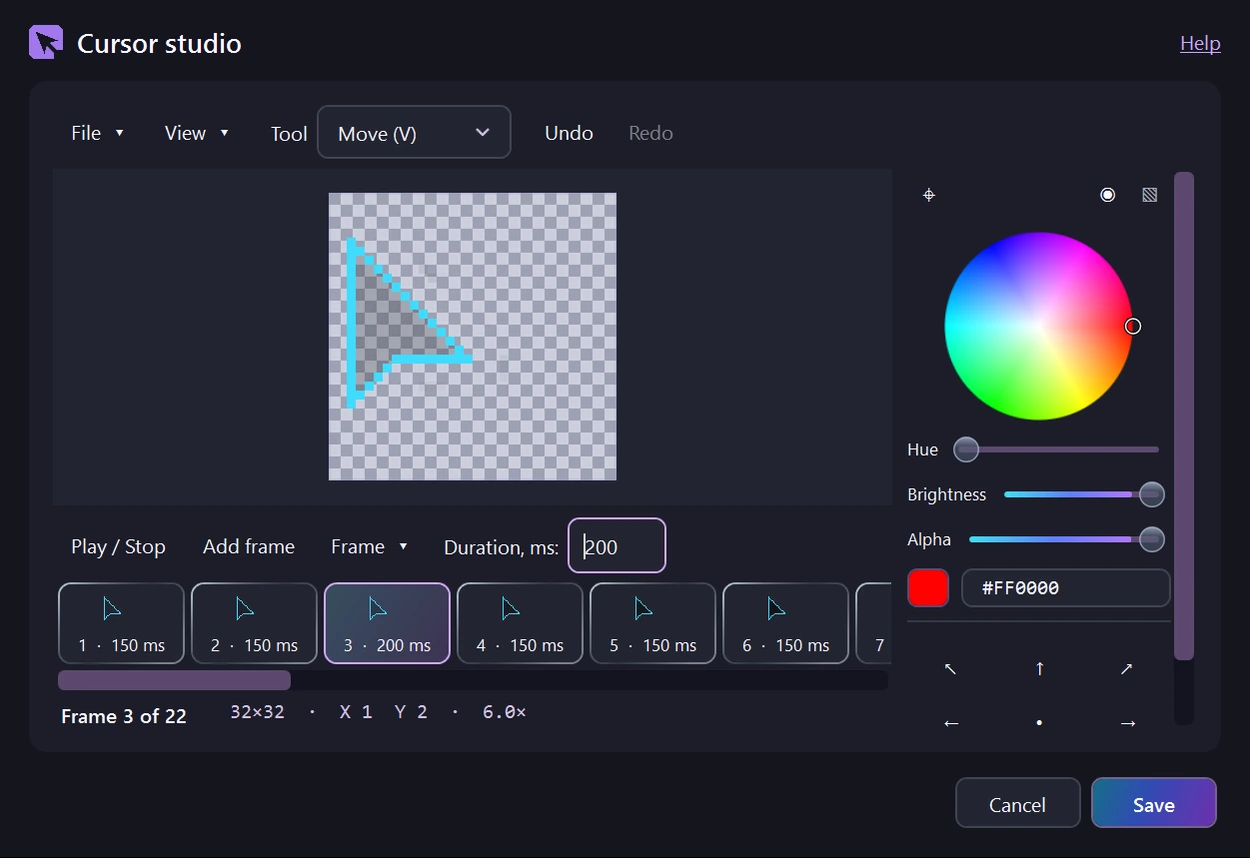 Cursor studio
Help
File ▾ View ▾ Tool Move (V) Undo Redo
Hue
Brightness
Alpha
#FF0000
Play / Stop Add frame Frame ▾ Duration, ms: 200
1 · 150 ms 2 · 150 ms 3 · 200 ms 4 · 150 ms 5 · 150 ms 6 · 150 ms 7
↖ ↑ ↗
← • →
Frame 3 of 22 32×32 · X 1 Y 2 · 6.0×
Cancel Save